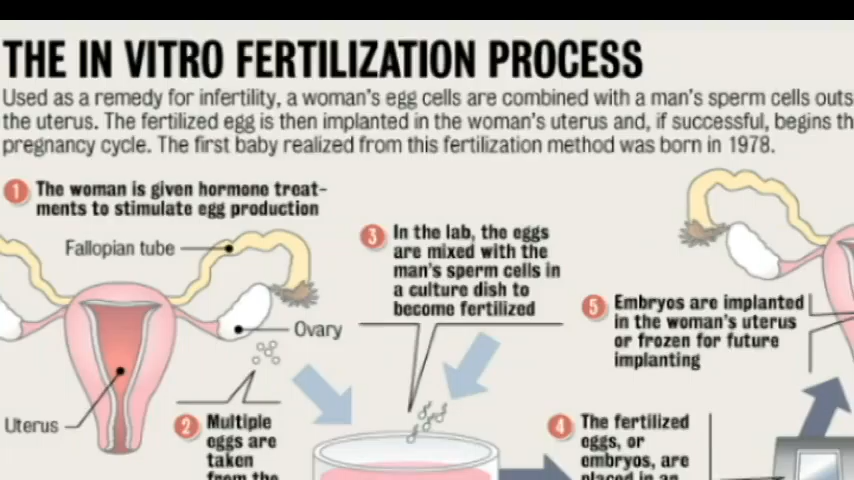 THE IN VITRO FERTILIZATION PROCESS
Used as a remedy for infertility, a woman's egg cells are combined with a man's sperm cells outs
the uterus. The fertilized egg is then implanted in the woman's uterus and, if successful, begins th
pregnancy cycle. The first baby realized from this fertilization method was born in 1978.
1 The woman is given hormone treat-
ments to stimulate egg production
Fallopian tube
Ovary
Uterus
2 Multiple
eggs are
taken
from the
3 In the lab, the eggs
are mixed with the
man's sperm cells in
a culture dish to
become fertilized
4 The fertilized
eggs, or
embryos, are
placed in an
5 Embryos are implanted
in the woman's uterus
or frozen for future
implanting